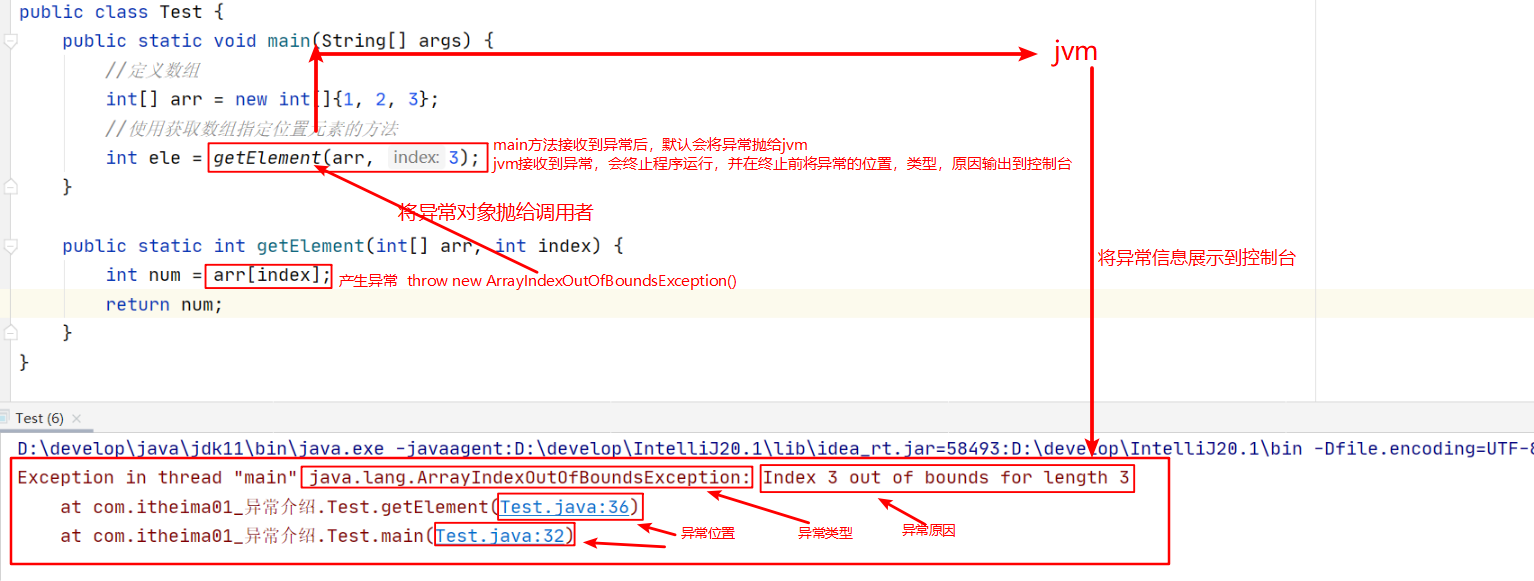 public class Test {
public static void main(String[] args) {
jvm
//定义数组
int[] arr = new int[]{1, 2, 3};
//使用获取数组指定位置元素的方法
main方法接收到异常后，默认会将异常抛给jvm
int ele = getElement(arr, index: 3);
jvm接收到异常，会终止程序运行，并在终止前将异常的位置，类型，原因输出到控制台
}
将异常对象抛给调用者
public static int getElement(int[] arr, int index) {
将异常信息展示到控制台
int num = arr[index]; 产生异常 throw new ArrayIndexOutOfBoundsException()
return num;
}
}
Test (6) ×
D:\develop\java\jdk11\bin\java.exe -javaagent:D:\develop\IntelliJ20.1\lib\idea_rt.jar=58493:D:\develop\IntelliJ20.1\bin -Dfile.encoding=UTF-8
Exception in thread "main" java.lang.ArrayIndexOutOfBoundsException: Index 3 out of bounds for length 3
at com.itheima01_异常介绍.Test.getElement(Test.java:36)
异常位置 异常类型 异常原因
at com.itheima01_异常介绍.Test.main(Test.java:32)